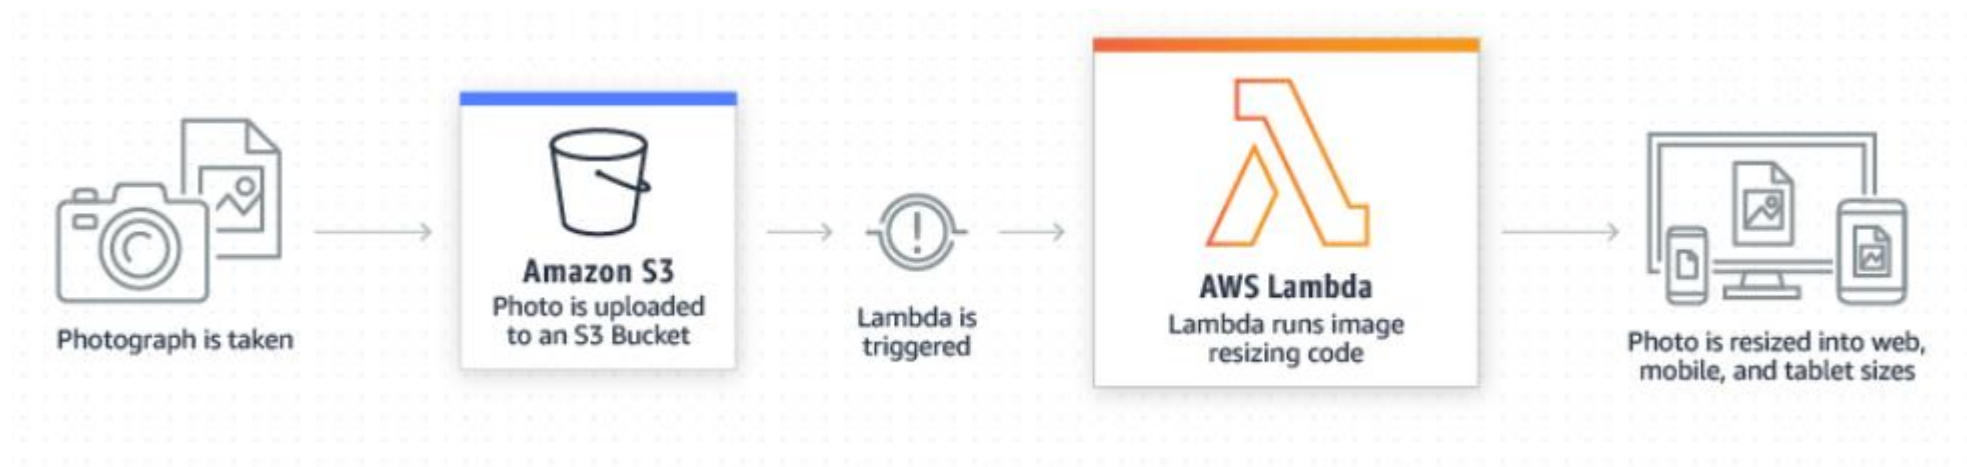 Photograph is taken
Amazon S3
Photo is uploaded
to an S3 Bucket
Lambda is
triggered
AWS Lambda
Lambda runs image
resizing code
Photo is resized into web,
mobile, and tablet sizes